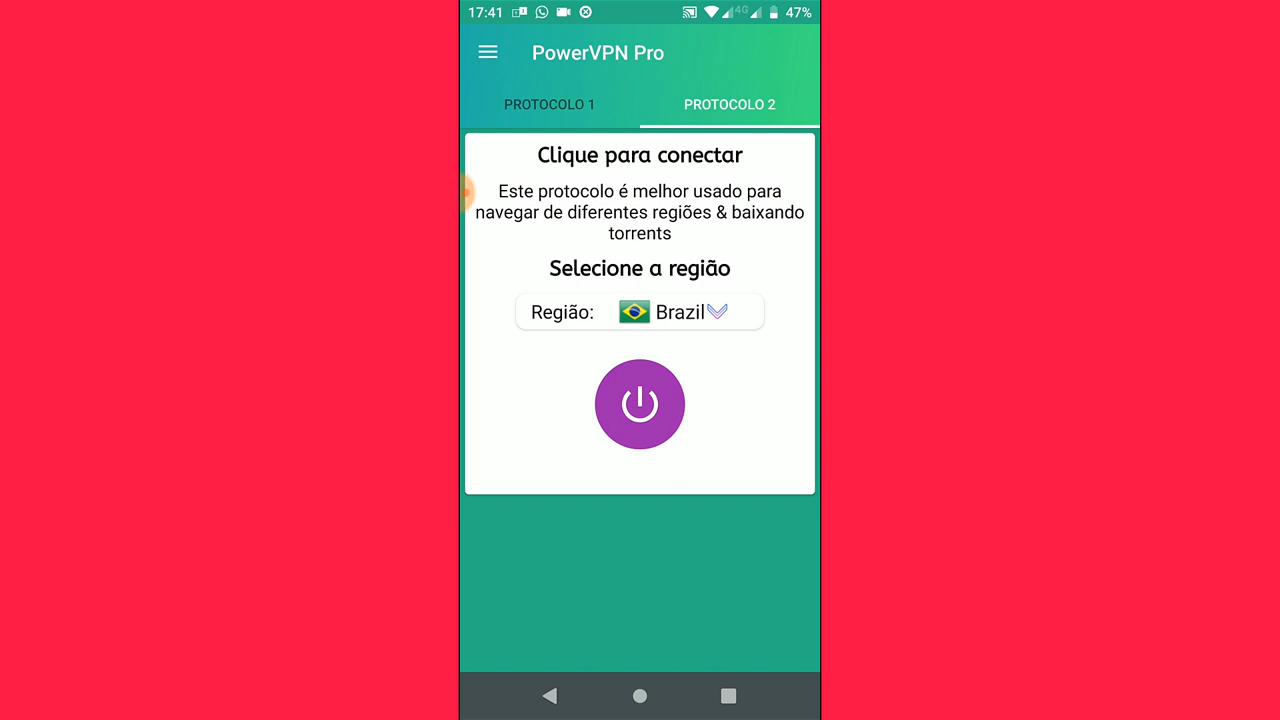 17:41 4G 47%
PowerVPN Pro
PROTOCOLO 1 PROTOCOLO 2
Clique para conectar
Este protocolo é melhor usado para
navegar de diferentes regiões & baixando
torrents
Selecione a região
Região: Brazil